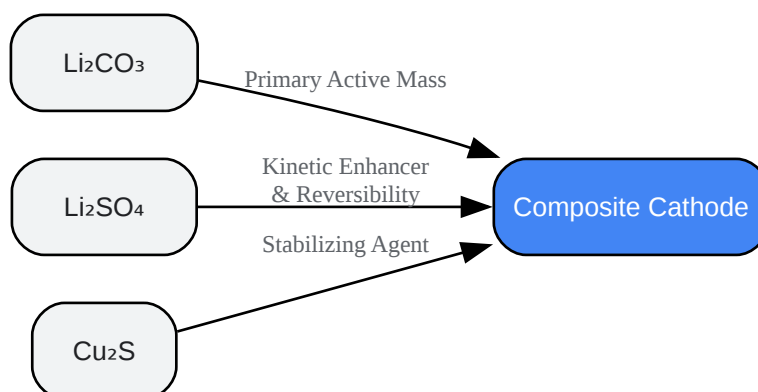 Li₂CO₃
Primary Active Mass
Li₂SO₄
Kinetic Enhancer
& Reversibility
Composite Cathode
Stabilizing Agent
Cu₂S